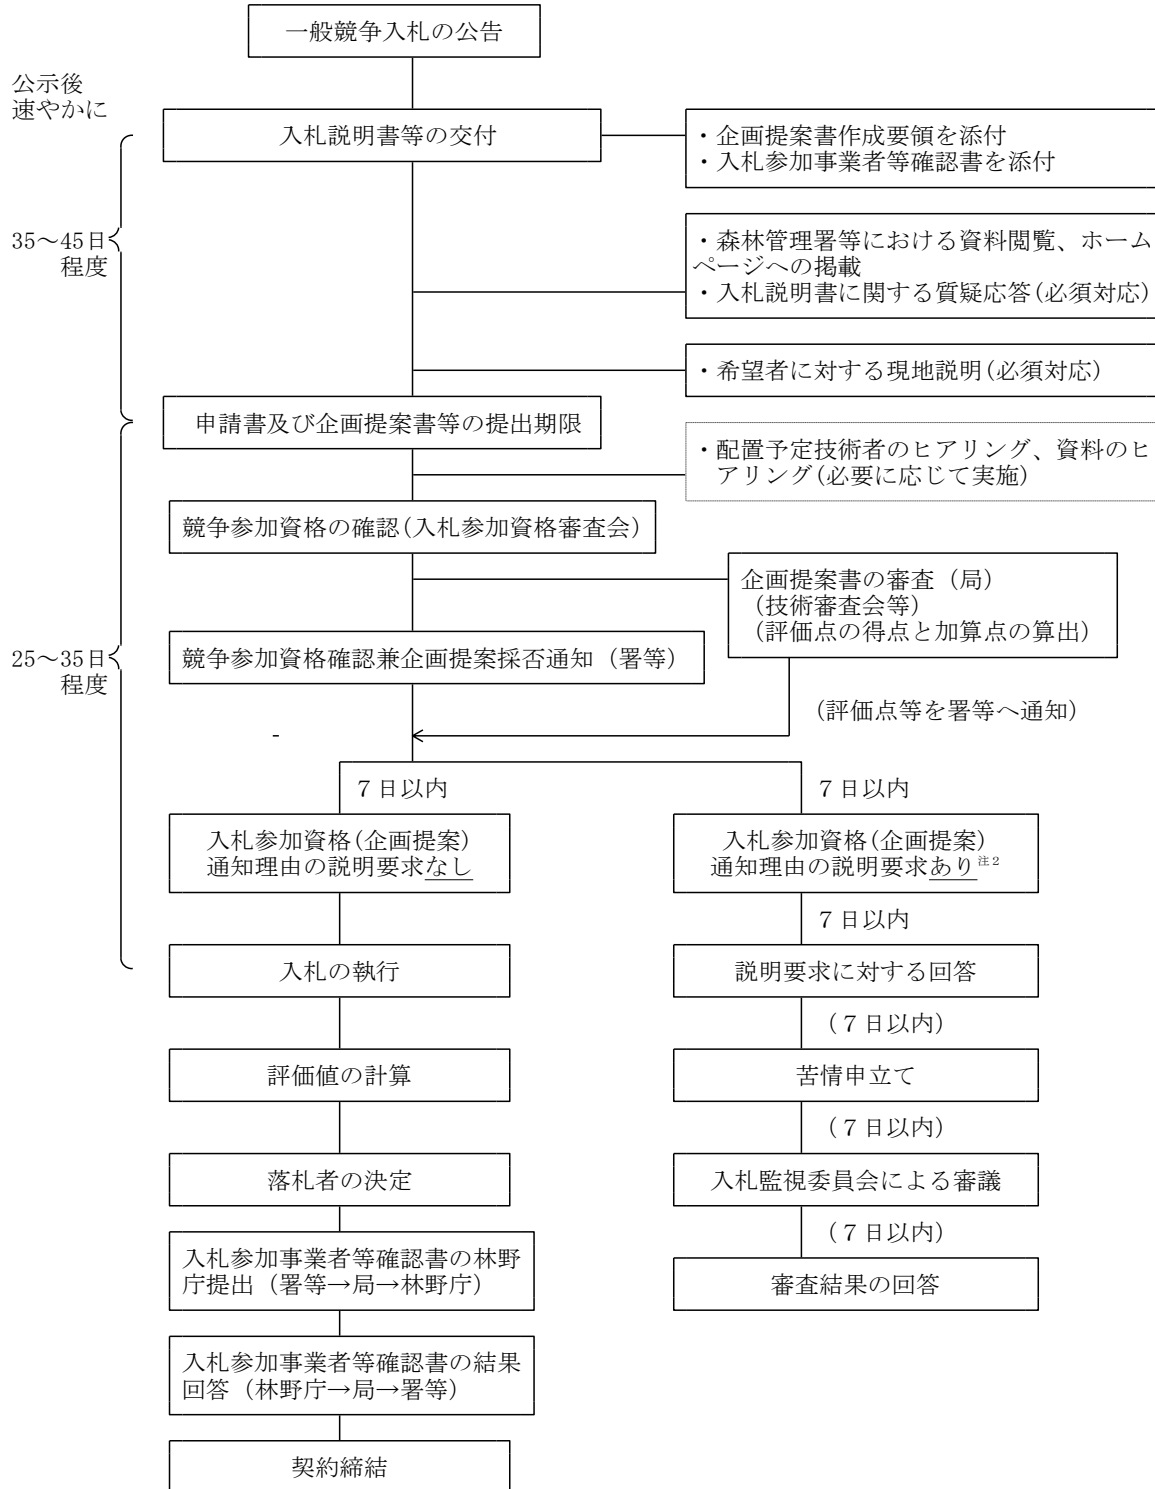 一般競争入札の公告
公示後
速やかに
入札説明書等の交付
・企画提案書作成要領を添付
・入札参加事業者等確認書を添付
35～45日
程度
・森林管理署等における資料閲覧、ホーム
ページへの掲載
・入札説明書に関する質疑応答(必須対応)
・希望者に対する現地説明(必須対応)
申請書及び企画提案書等の提出期限
・配置予定技術者のヒアリング、資料のヒ
アリング(必要に応じて実施)
競争参加資格の確認(入札参加資格審査会)
企画提案書の審査（局）
（技術審査会等）
（評価点の得点と加算点の算出）
25～35日
程度
競争参加資格確認兼企画提案採否通知（署等）
（評価点等を署等へ通知）
-
７日以内
７日以内
入札参加資格(企画提案)
通知理由の説明要求なし
入札参加資格(企画提案)
通知理由の説明要求あり注２
７日以内
入札の執行
説明要求に対する回答
（７日以内）
評価値の計算
苦情申立て
（７日以内）
落札者の決定
入札監視委員会による審議
（７日以内）
入札参加事業者等確認書の林野
庁提出（署等→局→林野庁）
審査結果の回答
入札参加事業者等確認書の結果
回答（林野庁→局→署等）
契約締結